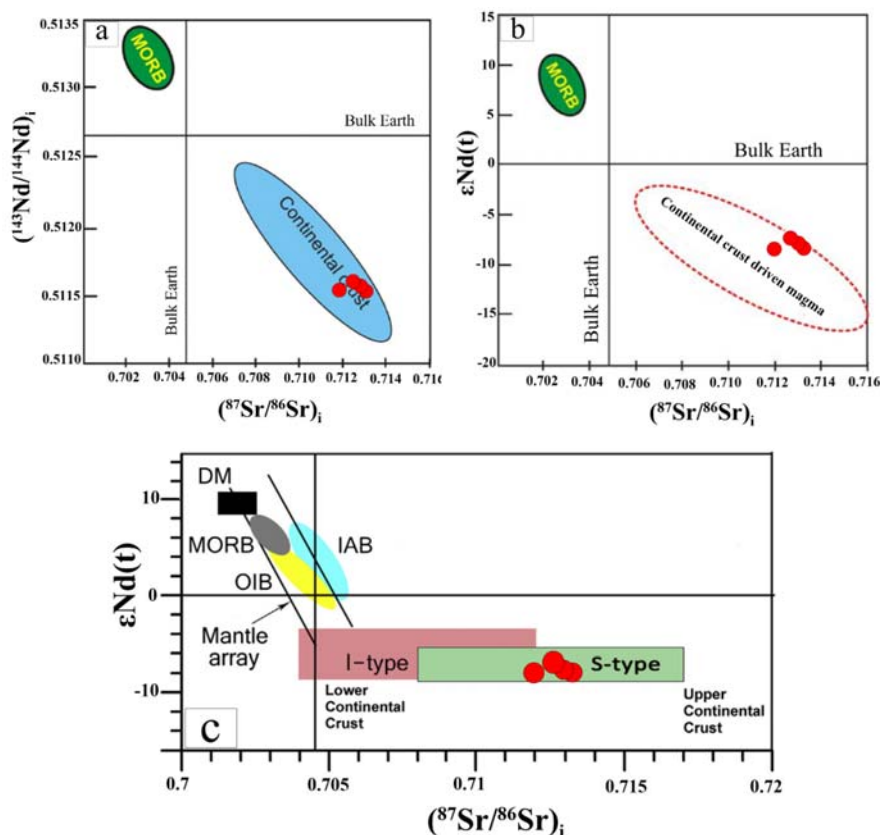 a
0.5135
0.5130
0.5125
0.5120
0.5115
0.5110
(¹⁴³Nd/¹⁴⁴Nd)ᵢ
MORB
Bulk Earth
Continental crust
Bulk Earth
0.702 0.704 0.708 0.710 0.712 0.714 0.716
(⁸⁷Sr/⁸⁶Sr)ᵢ
b
15
10
5
0
-5
-10
-15
-20
εNd(t)
MORB
Bulk Earth
Continental crust driven magma
Bulk Earth
0.702 0.704 0.706 0.708 0.710 0.712 0.714 0.716
(⁸⁷Sr/⁸⁶Sr)ᵢ
c
10
0
-10
εNd(t)
DM
MORB
IAB
OIB
Mantle
array
I-type
S-type
Lower
Continental
Crust
Upper
Continental
Crust
0.7 0.705 0.71 0.715 0.72
(⁸⁷Sr/⁸⁶Sr)ᵢ